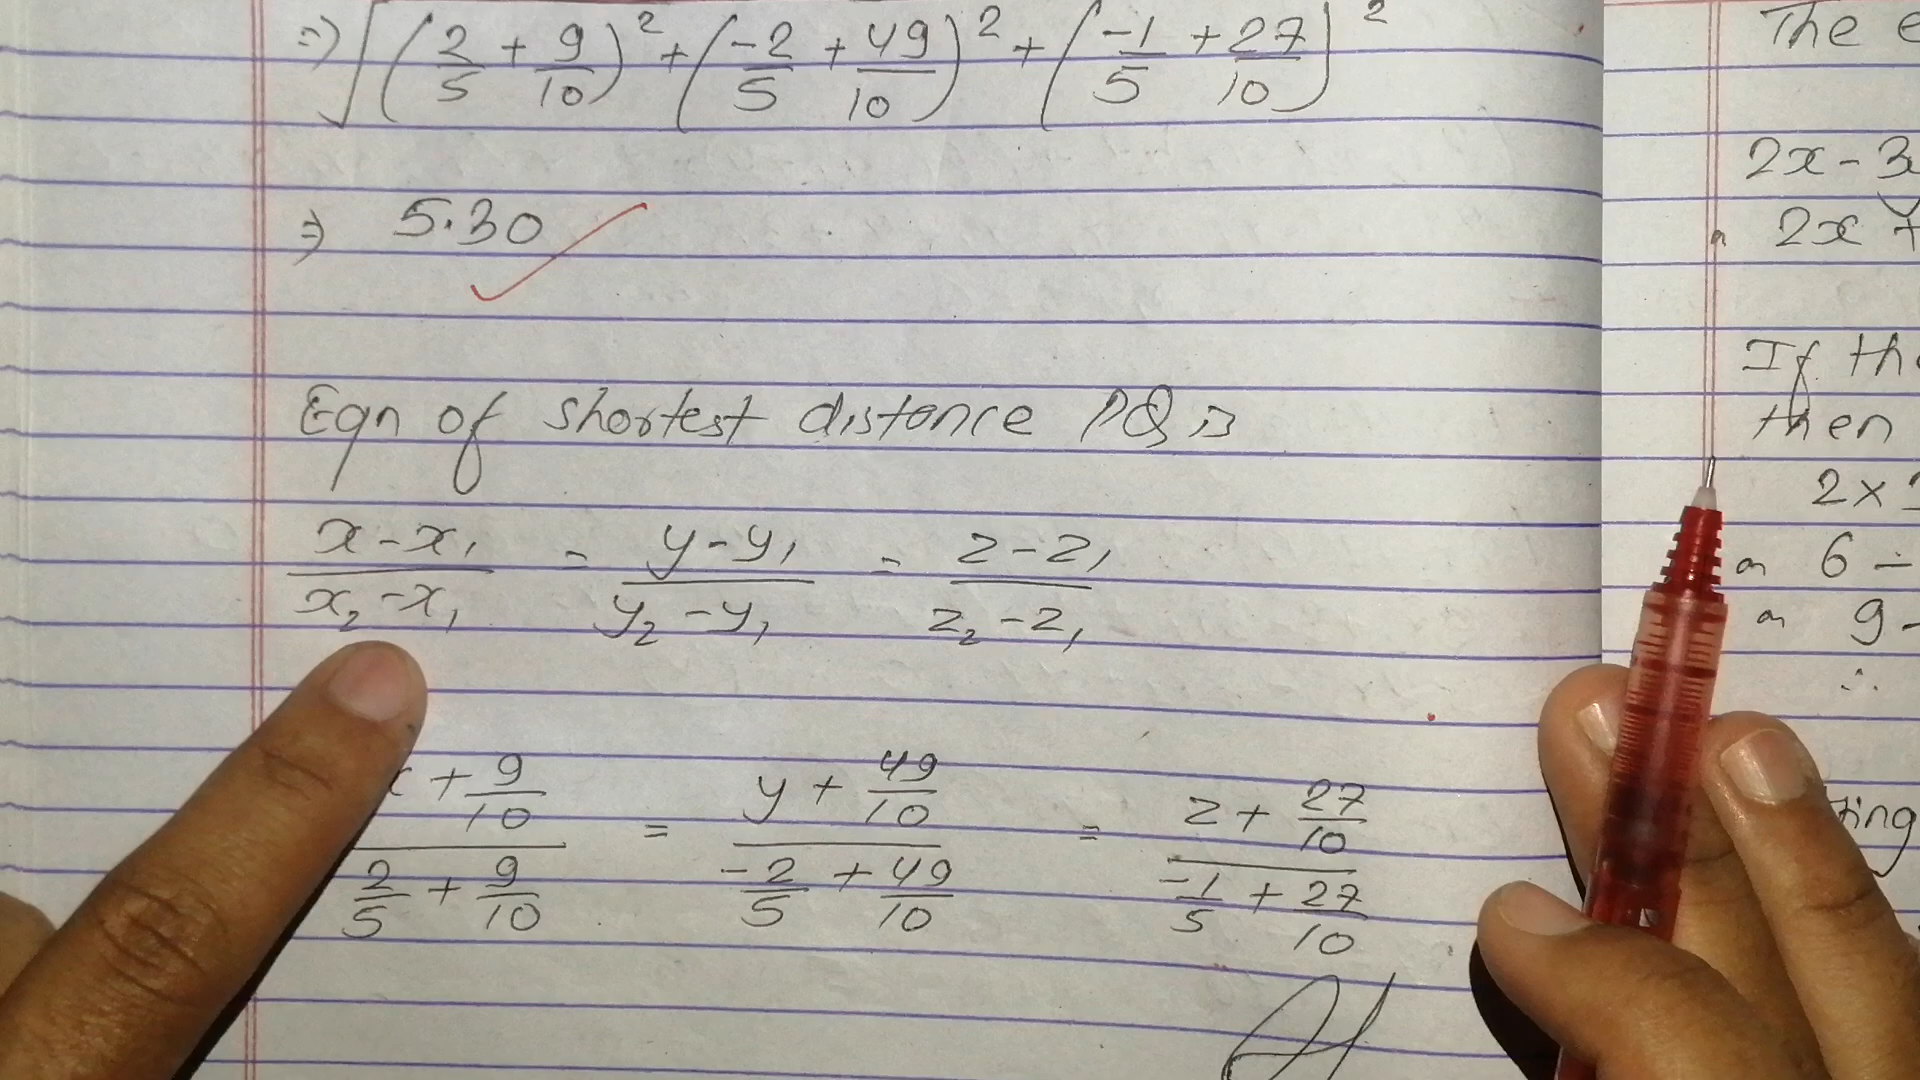 ⇒ √(2/5 + 9/10)² + (-2/5 + 49/10)² + (-1/5 + 27/10)²
⇒ 5.30
Eqn of shortest distance PQ is
x-x₁/x₂-x₁ = y-y₁/y₂-y₁ = z-z₁/z₂-z₁
x + 9/10 / 2/5 + 9/10 = y + 49/10 / -2/5 + 49/10 = z + 27/10 / -1/5 + 27/10
The
2x - 3
2x +
If
then
2x
6 -
9 -
∴